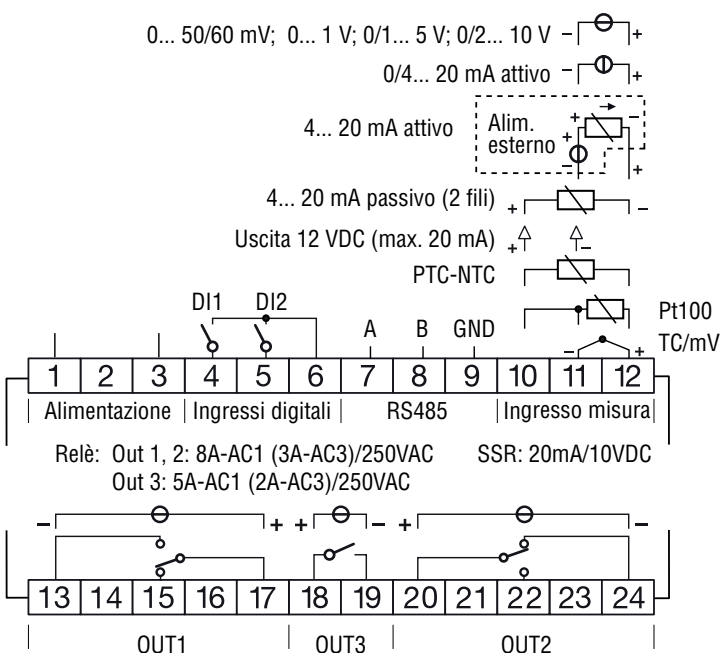 0... 50/60 mV; 0... 1 V; 0/1... 5 V; 0/2... 10 V − +
0/4... 20 mA attivo − +
4... 20 mA attivo
Alim.
esterno
+ −
+
− +
4... 20 mA passivo (2 fili) + −
Uscita 12 VDC (max. 20 mA) + −
PTC-NTC
DI1 DI2
Pt100
A B GND
TC/mV
− +
1 2 3 4 5 6 7 8 9 10 11 12
Alimentazione Ingressi digitali RS485 Ingresso misura
Relè: Out 1, 2: 8A-AC1 (3A-AC3)/250VAC SSR: 20mA/10VDC
Out 3: 5A-AC1 (2A-AC3)/250VAC
− + + − + −
13 14 15 16 17 18 19 20 21 22 23 24
OUT1 OUT3 OUT2